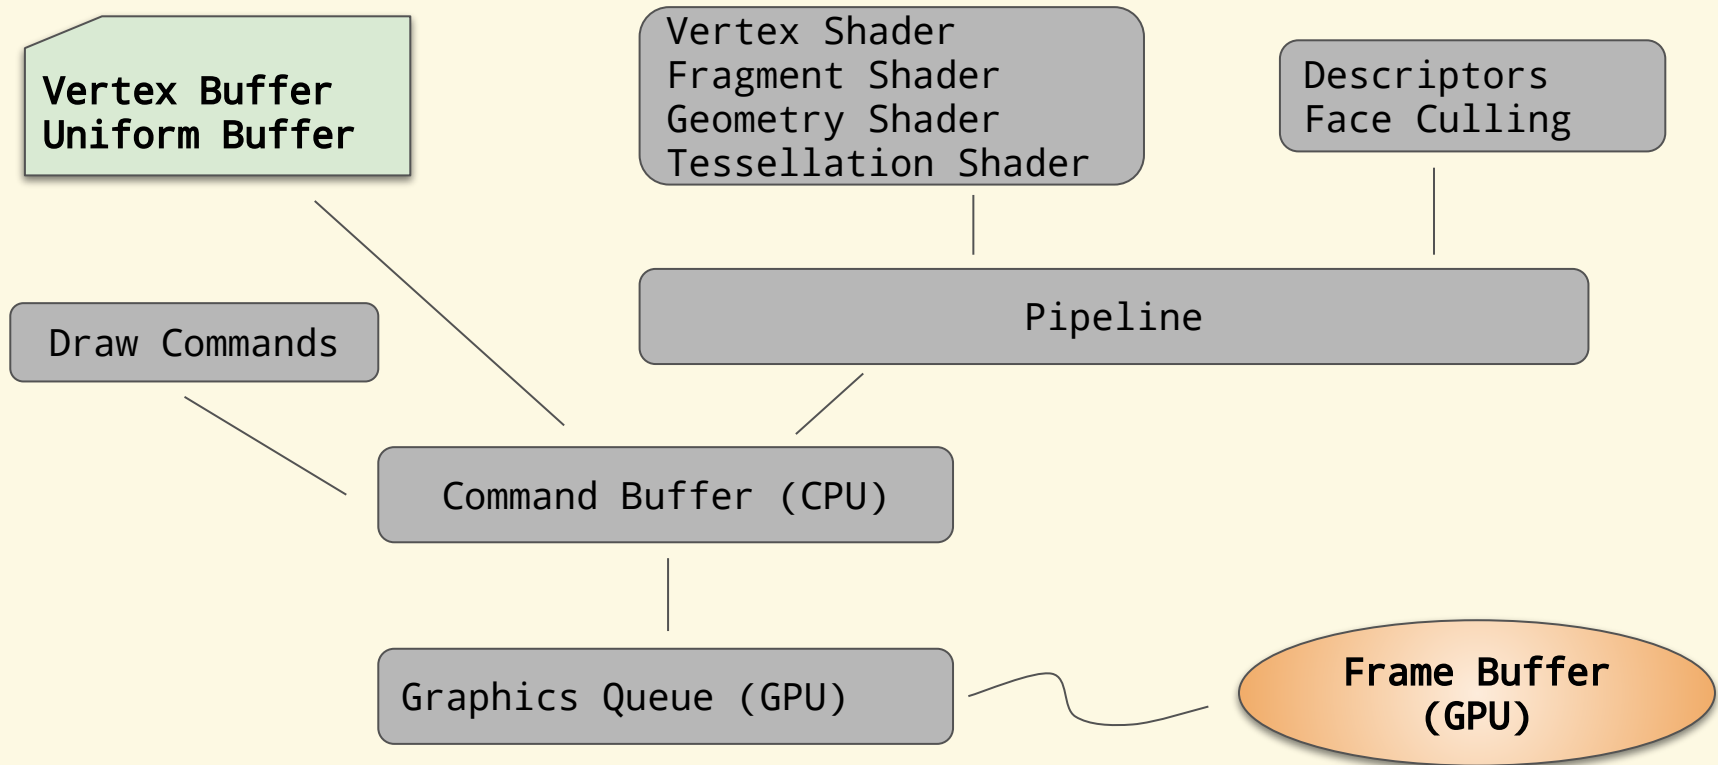 Vertex Buffer
Uniform Buffer
Vertex Shader
Fragment Shader
Geometry Shader
Tessellation Shader
Descriptors
Face Culling
Draw Commands
Pipeline
Command Buffer (CPU)
Graphics Queue (GPU)
Frame Buffer
(GPU)